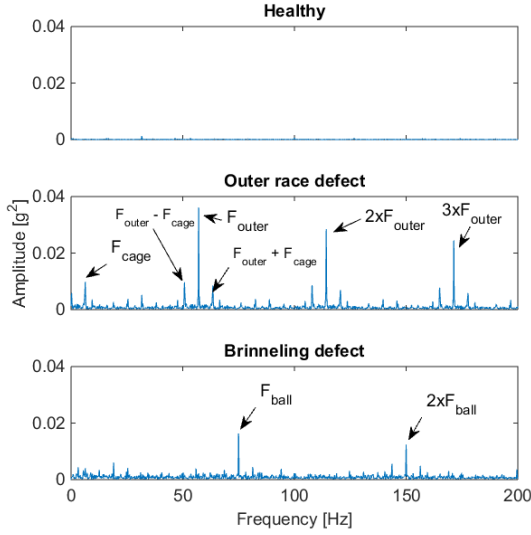 Healthy
0.04
0.02
0
Outer race defect
0.04
0.02
0
Amplitude [g²]
F_cage
F_outer - F_cage
F_outer
F_outer + F_cage
2xF_outer
3xF_outer
Brinneling defect
0.04
0.02
0
F_ball
2xF_ball
0 50 100 150 200
Frequency [Hz]